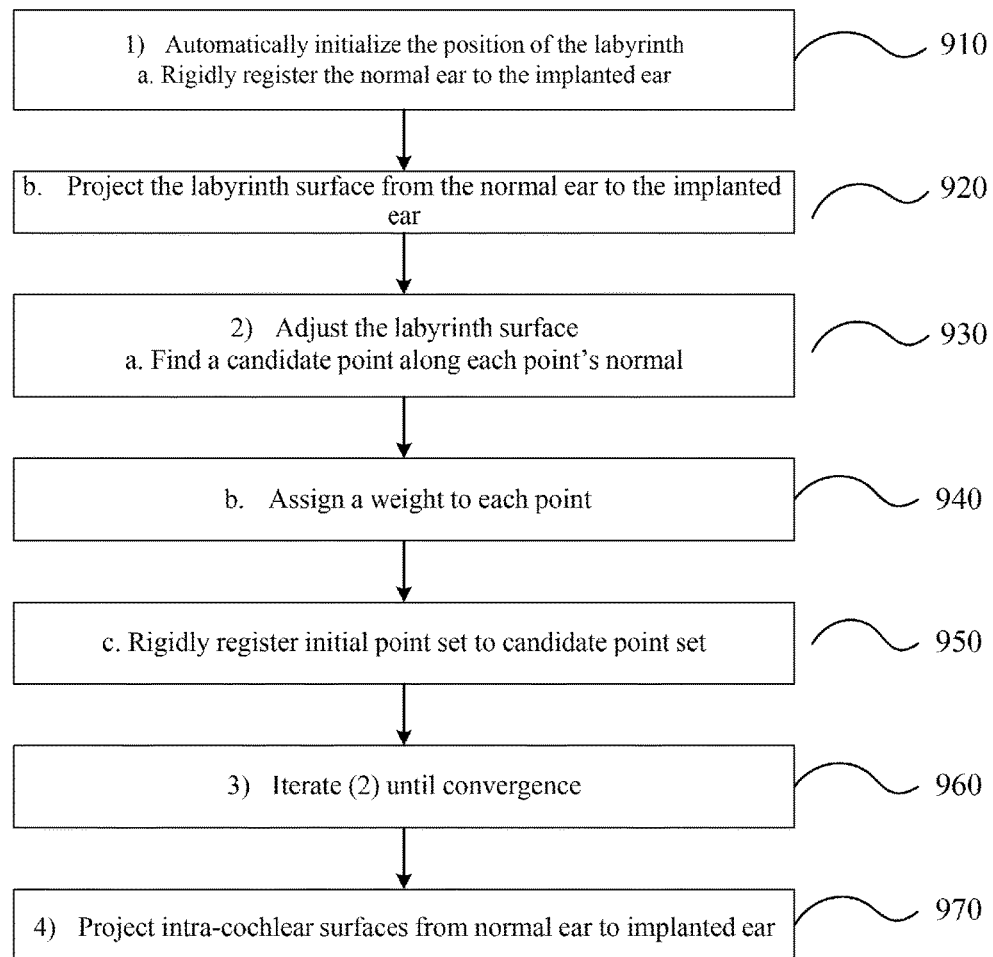 1) Automatically initialize the position of the labyrinth
a. Rigidly register the normal ear to the implanted ear
910
b. Project the labyrinth surface from the normal ear to the implanted
ear
920
2) Adjust the labyrinth surface
a. Find a candidate point along each point's normal
930
b. Assign a weight to each point
940
c. Rigidly register initial point set to candidate point set
950
3) Iterate (2) until convergence
960
4) Project intra-cochlear surfaces from normal ear to implanted ear
970